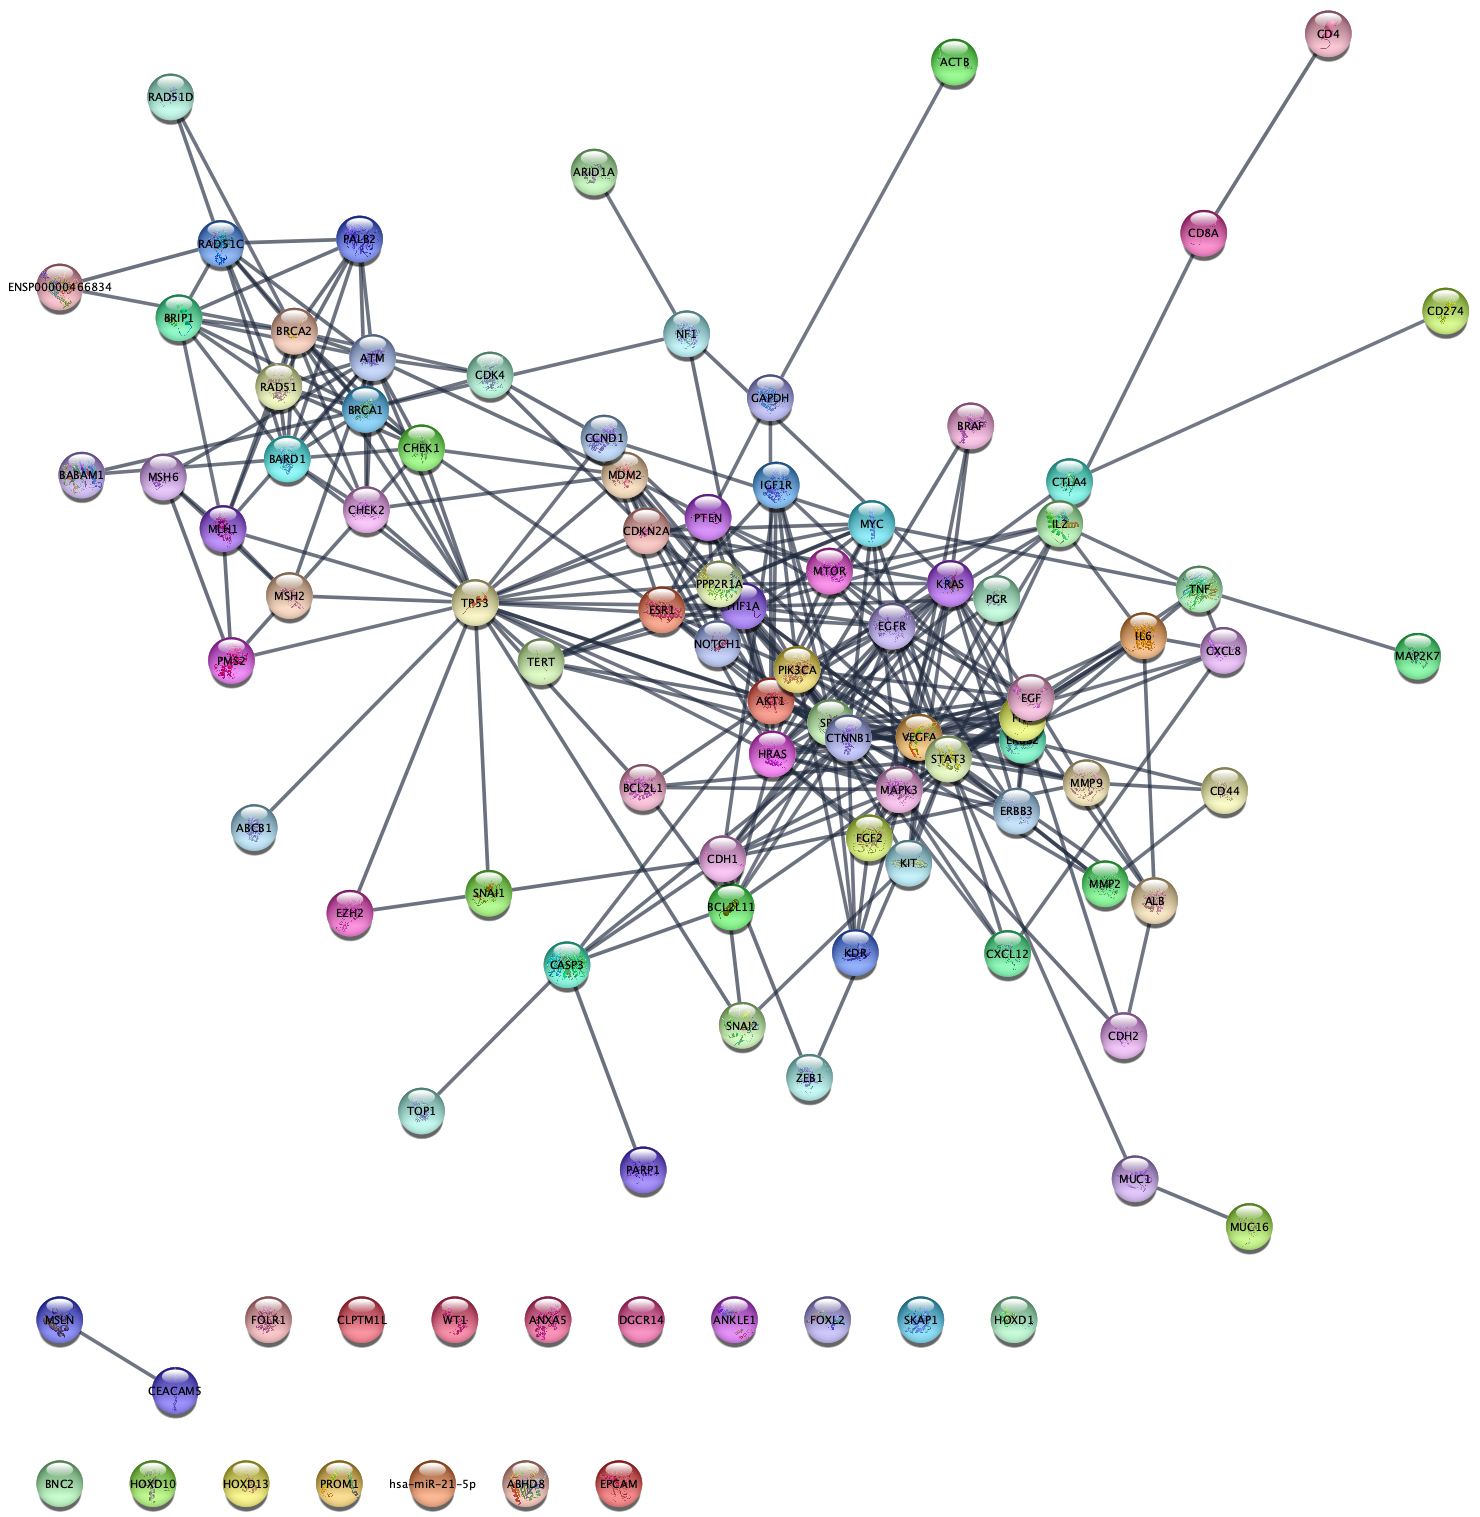 CD4
ACTB
RAD51D
ARID1A
CD8A
PALB2
RAD51C
ENSP00000466834
CD274
BRIP1
BRCA2
NF1
ATM
CDK4
RAD51
GAPDH
BRCA1
BRAF
CCND1
CHEK1
BARD1
BABAM1
MSH6
MDM2
CTLA4
IGF1R
CHEK2
PTEN
MYC
IL2
MLH1
CDKN2A
MTOR
PPP2R1A
KRAS
TNF
MSH2
PGR
TP53
HIF1A
ESR1
EGFR
IL6
NOTCH1
CXCL8
MAP2K7
PMS2
TERT
PIK3CA
EGF
AKT1
CTNNB1
VEGFA
HRAS
STAT3
MMP9
BCL2L1
MAPK3
CD44
ERBB3
ABCB1
FGF2
CDH1
KIT
MMP2
SNAI1
ALB
BCL2L11
EZH2
KDR
CXCL12
CASP3
SNAI2
CDH2
ZEB1
TOP1
PARP1
MUC1
MUC16
MSLN
FOLR1
CLPTM1L
WT1
ANXA5
DGCR14
ANKLE1
FOXL2
SKAP1
HOXD1
CEACAM5
BNC2
HOXD10
HOXD13
PROM1
hsa-miR-21-5p
ABHD8
EPCAM